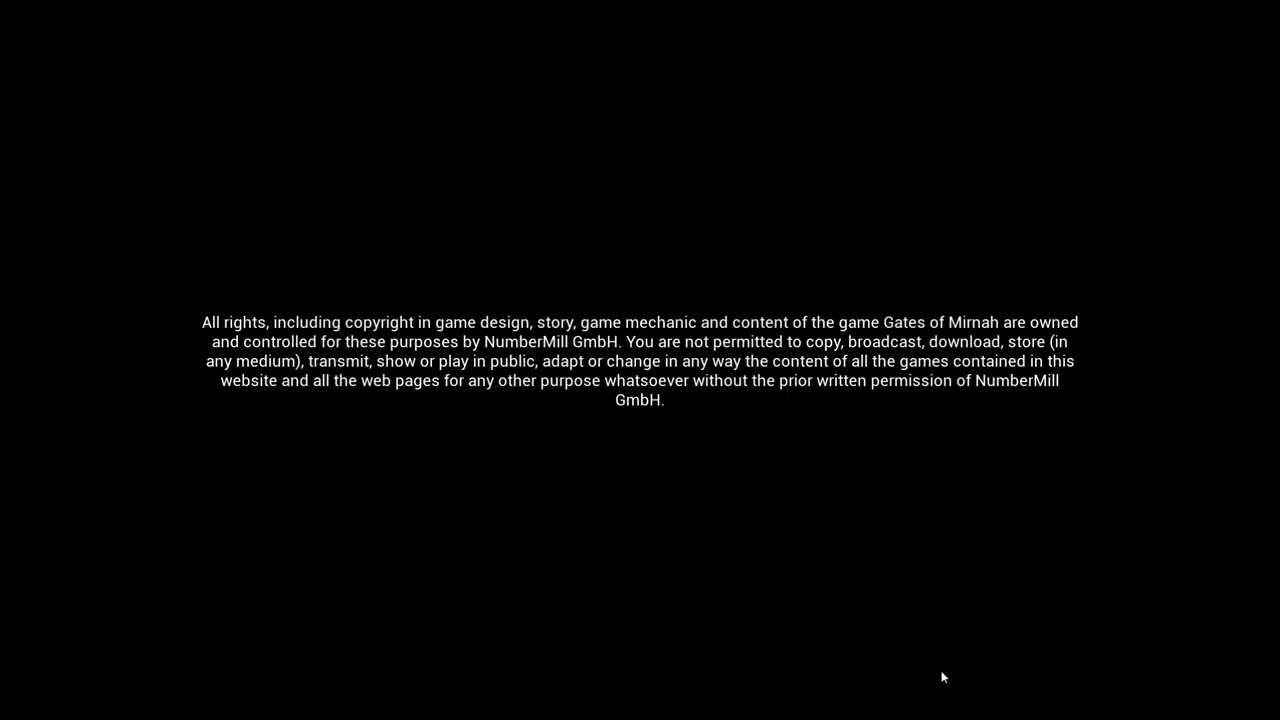 All rights, including copyright in game design, story, game mechanic and content of the game Gates of Mirnah are owned
and controlled for these purposes by NumberMill GmbH. You are not permitted to copy, broadcast, download, store (in
any medium), transmit, show or play in public, adapt or change in any way the content of all the games contained in this
website and all the web pages for any other purpose whatsoever without the prior written permission of NumberMill
GmbH.